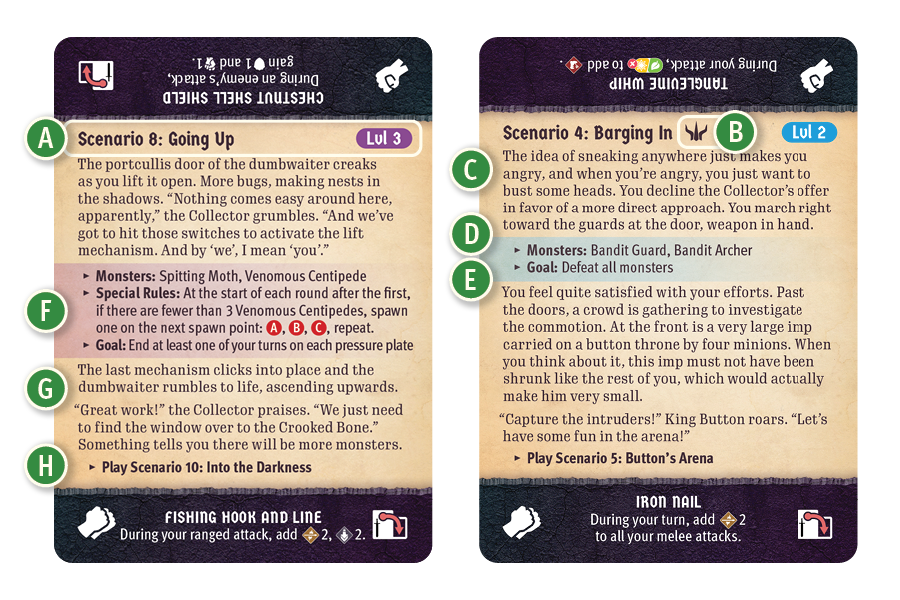 CHESTNUT SHELL SHIELD
During an enemy's attack,
gain 1 and 1.
A
Scenario 8: Going Up
Lvl 3
The portcullis door of the dumbwaiter creaks
as you lift it open. More bugs, making nests in
the shadows. “Nothing comes easy around here,
apparently,” the Collector grumbles. “And we’ve
got to hit those switches to activate the lift
mechanism. And by ‘we’, I mean ‘you’.”
F
▸ Monsters: Spitting Moth, Venomous Centipede
▸ Special Rules: At the start of each round after the first,
if there are fewer than 3 Venomous Centipedes, spawn
one on the next spawn point: A, B, C, repeat.
▸ Goal: End at least one of your turns on each pressure plate
G
The last mechanism clicks into place and the
dumbwaiter rumbles to life, ascending upwards.
“Great work!” the Collector praises. “We just need
to find the window over to the Crooked Bone.”
Something tells you there will be more monsters.
H
▸ Play Scenario 10: Into the Darkness
FISHING HOOK AND LINE
During your ranged attack, add 2, 2.
TANGLEVINE WHIP
During your attack, to add .
Scenario 4: Barging In
B
Lvl 2
C
The idea of sneaking anywhere just makes you
angry, and when you’re angry, you just want to
bust some heads. You decline the Collector’s offer
in favor of a more direct approach. You march right
toward the guards at the door, weapon in hand.
D
▸ Monsters: Bandit Guard, Bandit Archer
▸ Goal: Defeat all monsters
E
You feel quite satisfied with your efforts. Past
the doors, a crowd is gathering to investigate
the commotion. At the front is a very large imp
carried on a button throne by four minions. When
you think about it, this imp must not have been
shrunk like the rest of you, which would actually
make him very small.
“Capture the intruders!” King Button roars. “Let’s
have some fun in the arena!”
▸ Play Scenario 5: Button’s Arena
IRON NAIL
During your turn, add 2
to all your melee attacks.